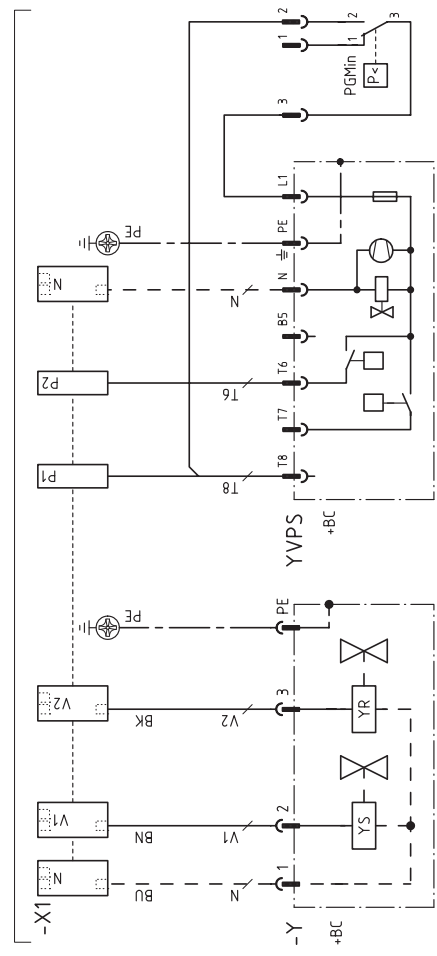 -X1
N
V1
V2
PE
P1
P2
N
PE
BU
BN
BK
N
V1
V2
T8
T6
N
-Y
+BC
1
2
3
PE
YS
YR
YVPS
+BC
T8
T7
T6
B5
N
PE
L1
3
1
2
PGMin
P<
1
2
3